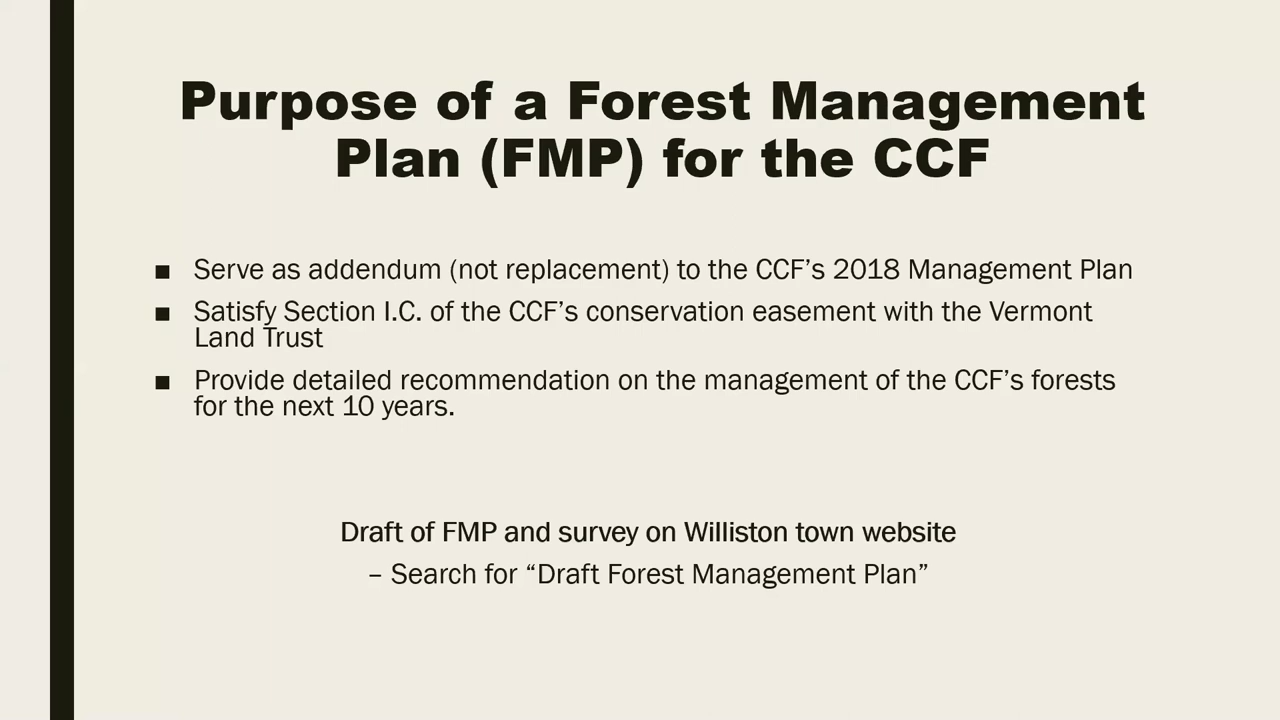 Purpose of a Forest Management
Plan (FMP) for the CCF
■ Serve as addendum (not replacement) to the CCF’s 2018 Management Plan
■ Satisfy Section I.C. of the CCF’s conservation easement with the Vermont
Land Trust
■ Provide detailed recommendation on the management of the CCF’s forests
for the next 10 years.
Draft of FMP and survey on Williston town website
– Search for “Draft Forest Management Plan”